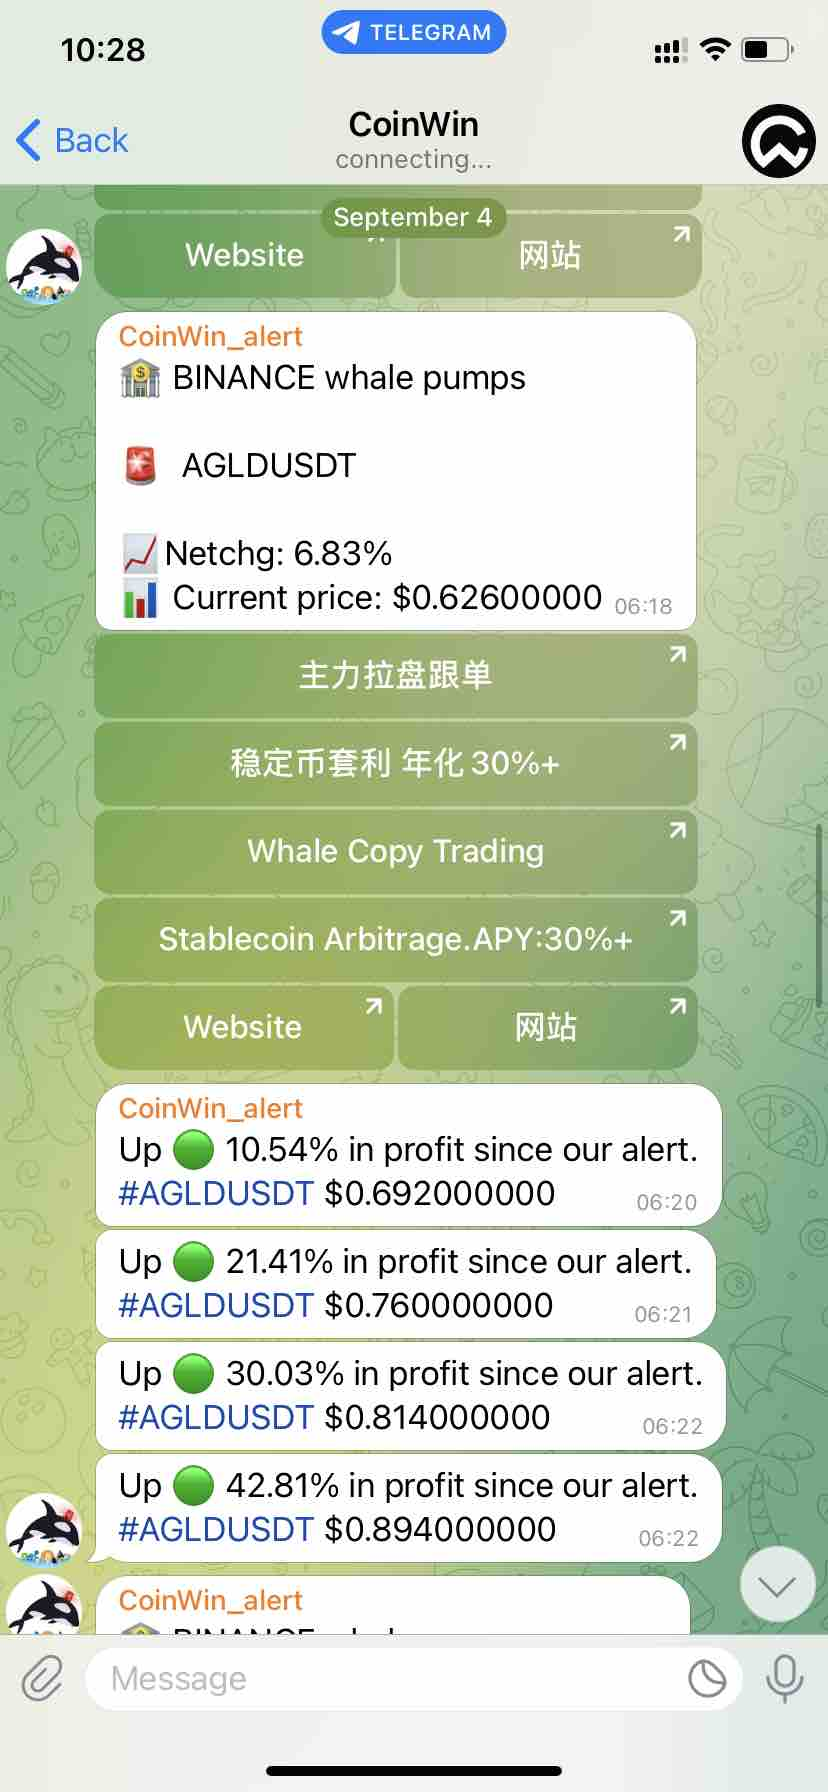 10:28
TELEGRAM
Back
CoinWin
connecting...
September 4
Website
网站
CoinWin_alert
🏦 BINANCE whale pumps
🚨 AGLDUSDT
📈 Netchg: 6.83%
📊 Current price: $0.62600000 06:18
主力拉盘跟单
稳定币套利 年化30%+
Whale Copy Trading
Stablecoin Arbitrage.APY:30%+
Website
网站
CoinWin_alert
Up 🟢 10.54% in profit since our alert.
#AGLDUSDT $0.692000000 06:20
Up 🟢 21.41% in profit since our alert.
#AGLDUSDT $0.760000000 06:21
Up 🟢 30.03% in profit since our alert.
#AGLDUSDT $0.814000000 06:22
Up 🟢 42.81% in profit since our alert.
#AGLDUSDT $0.894000000 06:22
CoinWin_alert
Message